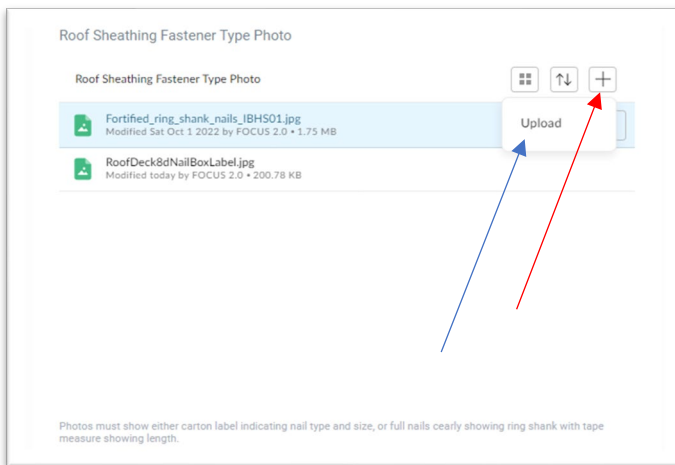 Roof Sheathing Fastener Type Photo
Roof Sheathing Fastener Type Photo
Fortified_ring_shank_nails_IBHS01.jpg
Modified Sat Oct 1 2022 by FOCUS 2.0 • 1.75 MB
Upload
RoofDeck8dNailBoxLabel.jpg
Modified today by FOCUS 2.0 • 200.78 KB
Photos must show either carton label indicating nail type and size, or full nails cearly showing ring shank with tape
measure showing length.